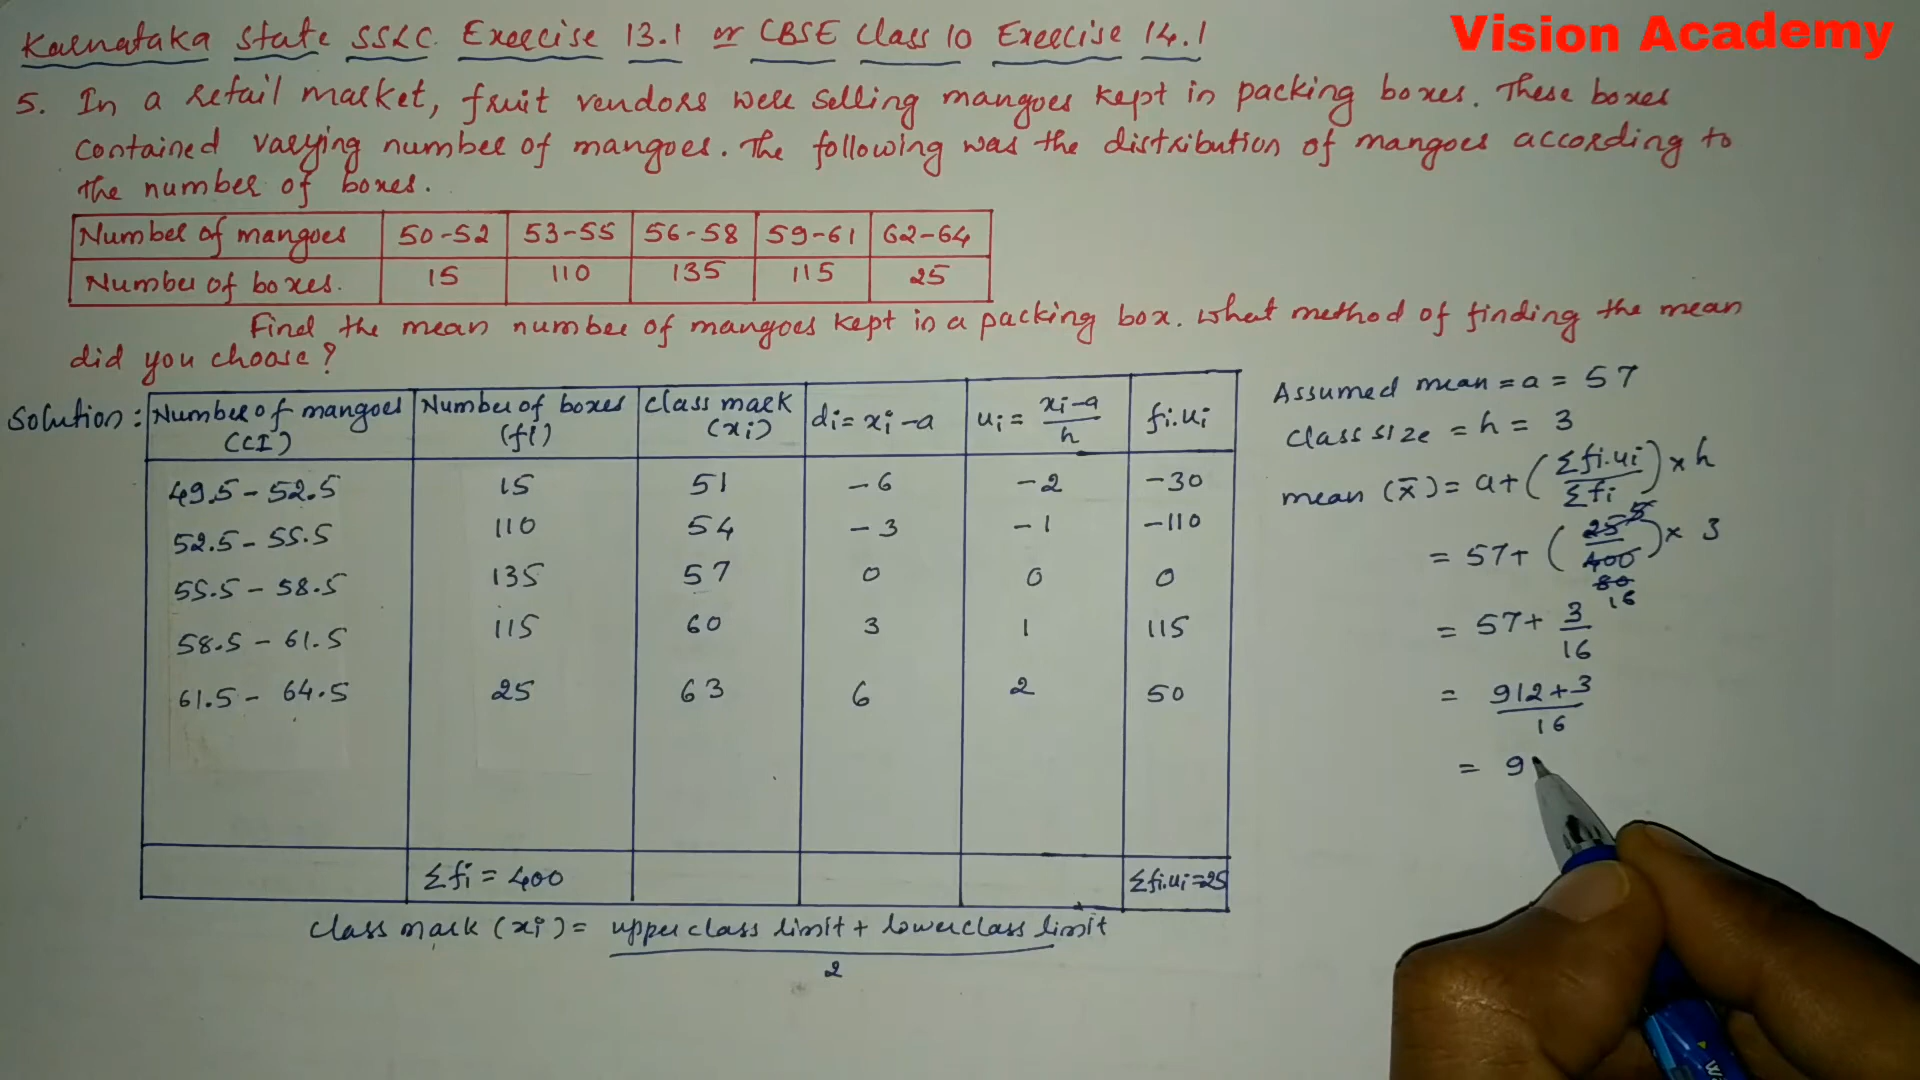 Karnataka State SSLC Exercise 13.1 or CBSE Class 10 Exercise 14.1
Vision Academy
5. In a retail market, fruit vendors were selling mangoes kept in packing boxes. These boxes
contained varying number of mangoes. The following was the distribution of mangoes according to
the number of boxes.
Number of mangoes 50-52 53-55 56-58 59-61 62-64
Number of boxes. 15 110 135 115 25
Find the mean number of mangoes kept in a packing box. What method of finding the mean
did you choose?
Solution: Number of mangoes (CI) Number of boxes (fi) Class mark (xi) di = xi - a ui = xi - a / h fi.ui
49.5 - 52.5 15 51 -6 -2 -30
52.5 - 55.5 110 54 -3 -1 -110
55.5 - 58.5 135 57 0 0 0
58.5 - 61.5 115 60 3 1 115
61.5 - 64.5 25 63 6 2 50
Σfi = 400 Σfi.ui = 25
Class mark (xi) = upper class limit + lower class limit
2
Assumed mean = a = 57
Class size = h = 3
mean (x̄) = a + (Σfi.ui / Σfi) × h
= 57 + (25 5 / 400 80 16) × 3
= 57 + 3/16
= 912 + 3 / 16
= 9